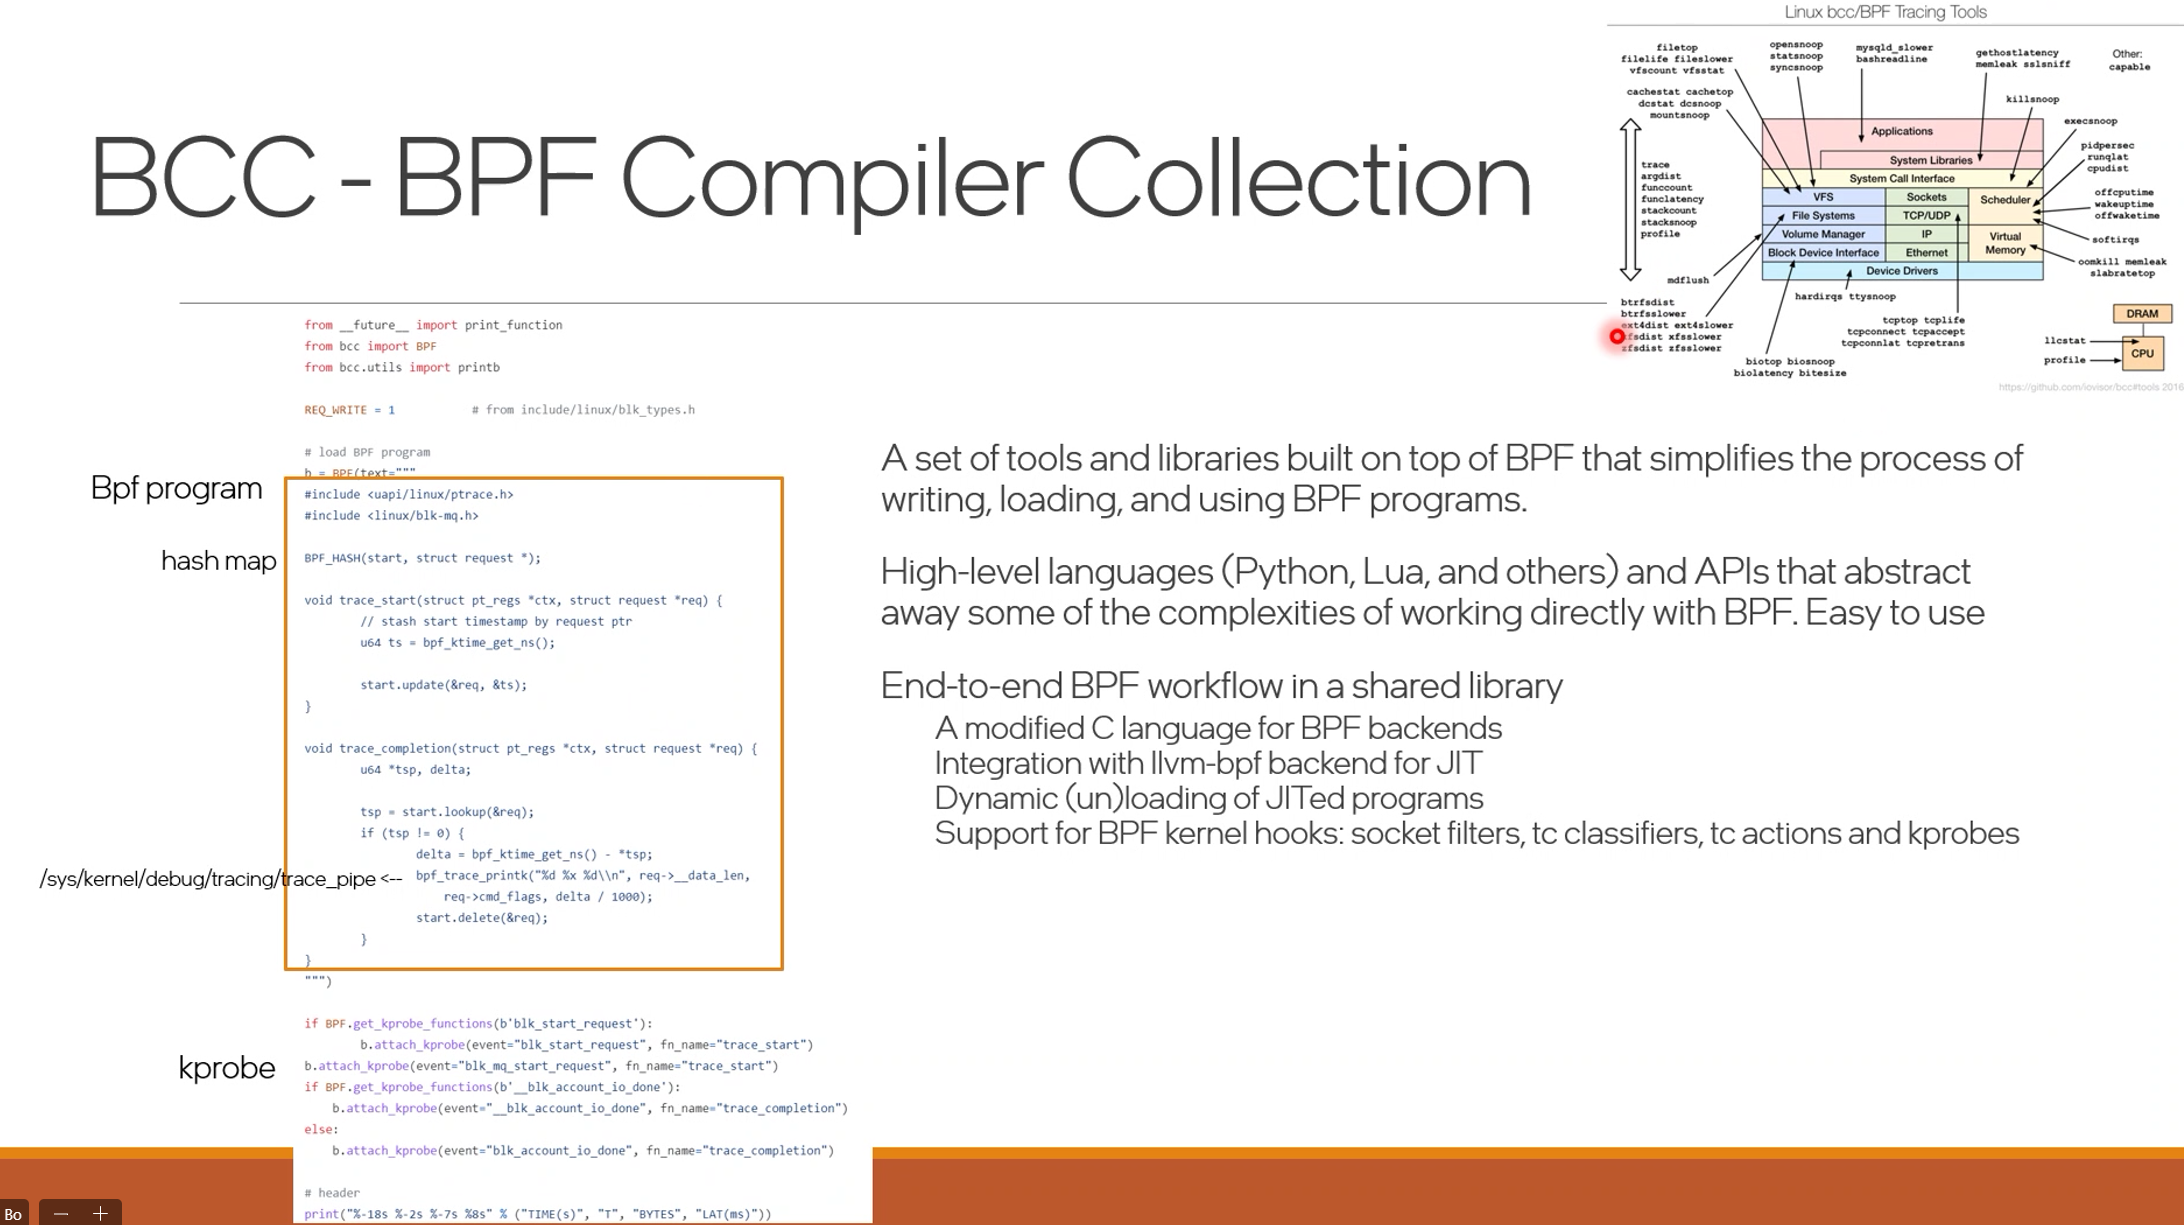 Linux bcc/BPF Tracing Tools
filetop
filelife fileslower
vfscount vfsstat
opensnoop
statsnoop
syncsnoop
mysqld_slower
bashreadline
gethostlatency
memleak sslsniff
Other:
capable
cachestat cachetop
dcstat dcsnoop
mountsnoop
killsnoop
execsnoop
pidpersec
runqlat
cpudist
trace
argdist
funccount
funclatency
stackcount
stacksnoop
profile
Applications
System Libraries
System Call Interface
VFS
Sockets
Scheduler
File Systems
TCP/UDP
Volume Manager
IP
Virtual
Memory
Block Device Interface
Ethernet
Device Drivers
offcputime
wakeuptime
offwaketime
softirqs
oomkill memleak
slabratetop
mdflush
hardirqs ttysnoop
btrfsdist
btrfsslower
ext4dist ext4slower
xfsslower
zfsdist zfsslower
tcptop tcplife
tcpconnect tcpaccept
tcpconnlat tcpretrans
biotop biosnoop
biolatency bitesize
DRAM
llcstat
CPU
profile
https://github.com/iovisor/bcc#tools 2016
BCC - BPF Compiler Collection
from __future__ import print_function
from bcc import BPF
from bcc.utils import printb
REQ_WRITE = 1 # from include/linux/blk_types.h
# load BPF program
b = BPF(text="""
Bpf program
#include <uapi/linux/ptrace.h>
#include <linux/blk-mq.h>
hash map
BPF_HASH(start, struct request *);
void trace_start(struct pt_regs *ctx, struct request *req) {
// stash start timestamp by request ptr
u64 ts = bpf_ktime_get_ns();
start.update(&req, &ts);
}
void trace_completion(struct pt_regs *ctx, struct request *req) {
u64 *tsp, delta;
tsp = start.lookup(&req);
if (tsp != 0) {
delta = bpf_ktime_get_ns() - *tsp;
/sys/kernel/debug/tracing/trace_pipe <-- bpf_trace_printk("%d %x %d\\n", req->__data_len,
req->cmd_flags, delta / 1000);
start.delete(&req);
}
}
""")
if BPF.get_kprobe_functions(b'blk_start_request'):
b.attach_kprobe(event="blk_start_request", fn_name="trace_start")
kprobe
b.attach_kprobe(event="blk_mq_start_request", fn_name="trace_start")
if BPF.get_kprobe_functions(b'__blk_account_io_done'):
b.attach_kprobe(event="__blk_account_io_done", fn_name="trace_completion")
else:
b.attach_kprobe(event="blk_account_io_done", fn_name="trace_completion")
# header
print("%-18s %-2s %-7s %8s" % ("TIME(s)", "T", "BYTES", "LAT(ms)"))
A set of tools and libraries built on top of BPF that simplifies the process of
writing, loading, and using BPF programs.
High-level languages (Python, Lua, and others) and APIs that abstract
away some of the complexities of working directly with BPF. Easy to use
End-to-end BPF workflow in a shared library
A modified C language for BPF backends
Integration with llvm-bpf backend for JIT
Dynamic (un)loading of JITed programs
Support for BPF kernel hooks: socket filters, tc classifiers, tc actions and kprobes
Bo